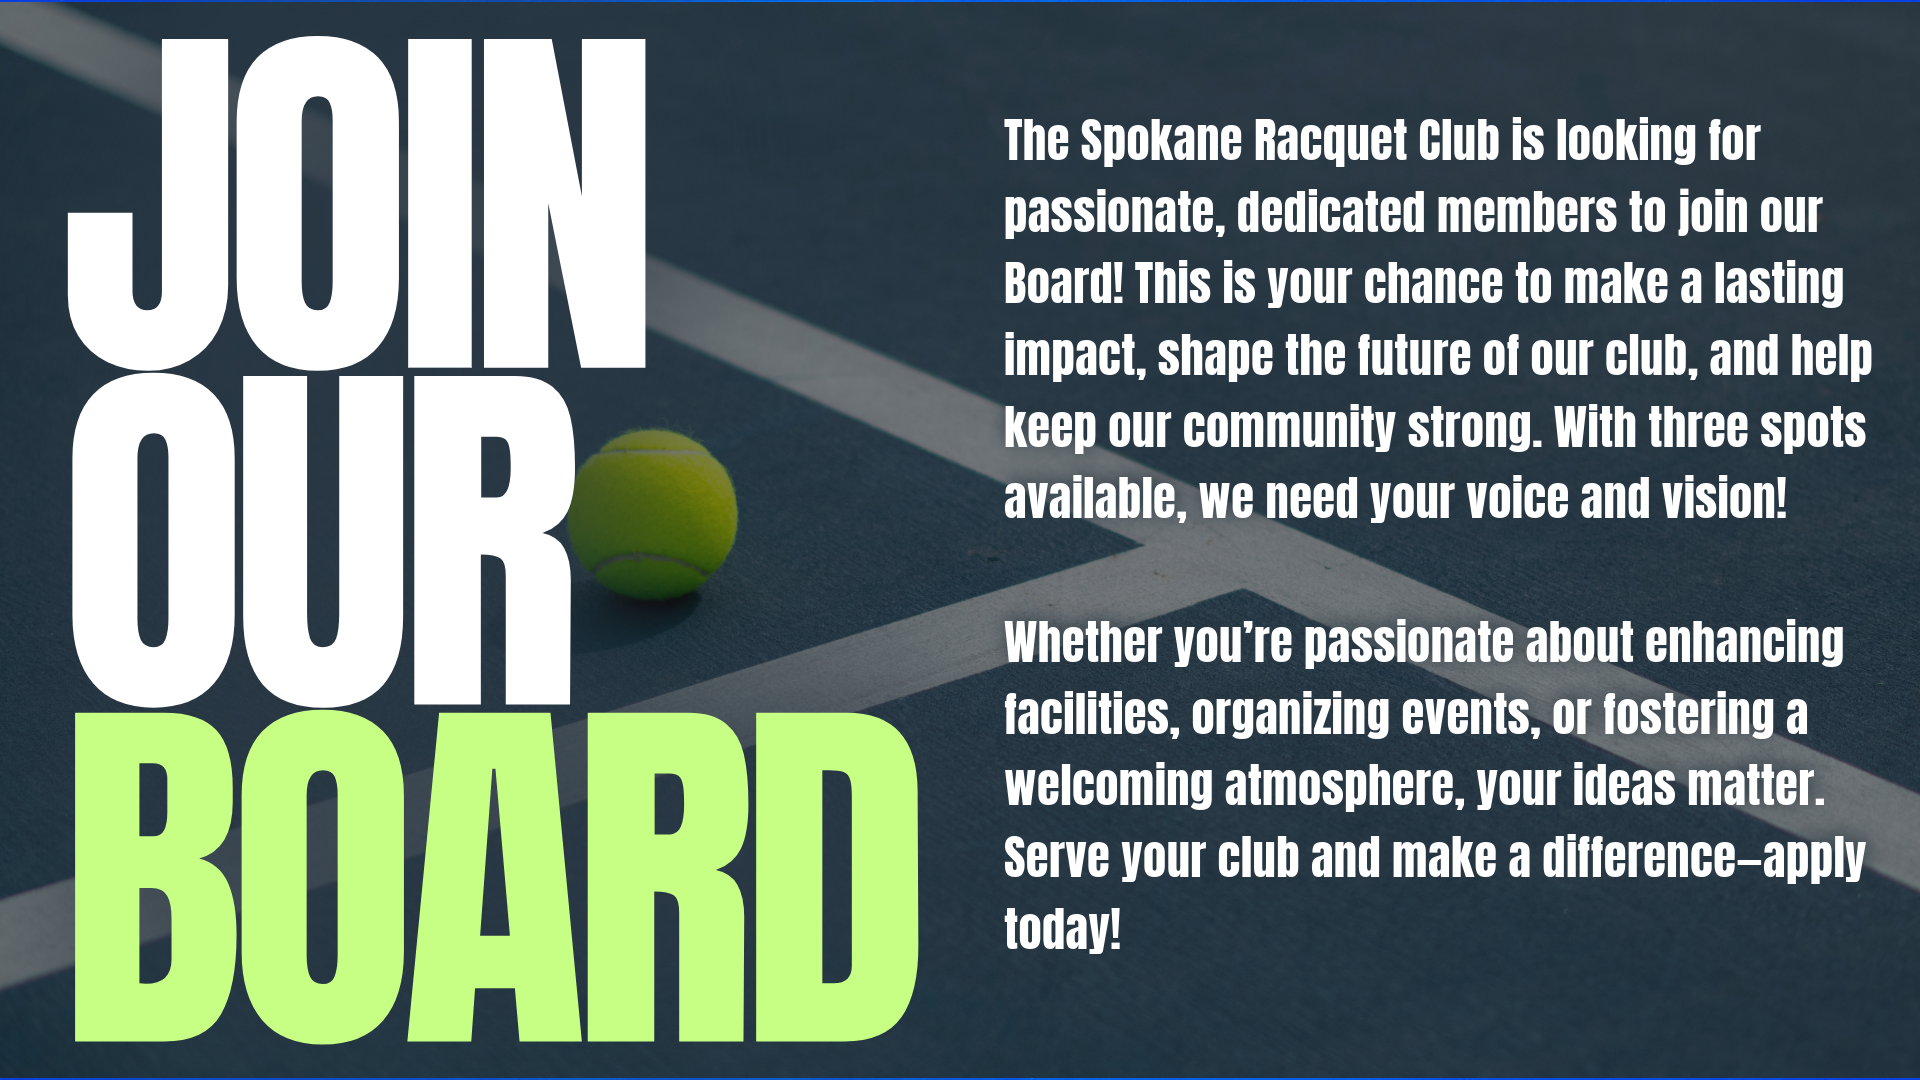 JOIN
OUR
BOARD
The Spokane Racquet Club is looking for
passionate, dedicated members to join our
Board! This is your chance to make a lasting
impact, shape the future of our club, and help
keep our community strong. With three spots
available, we need your voice and vision!
Whether you’re passionate about enhancing
facilities, organizing events, or fostering a
welcoming atmosphere, your ideas matter.
Serve your club and make a difference—apply
today!